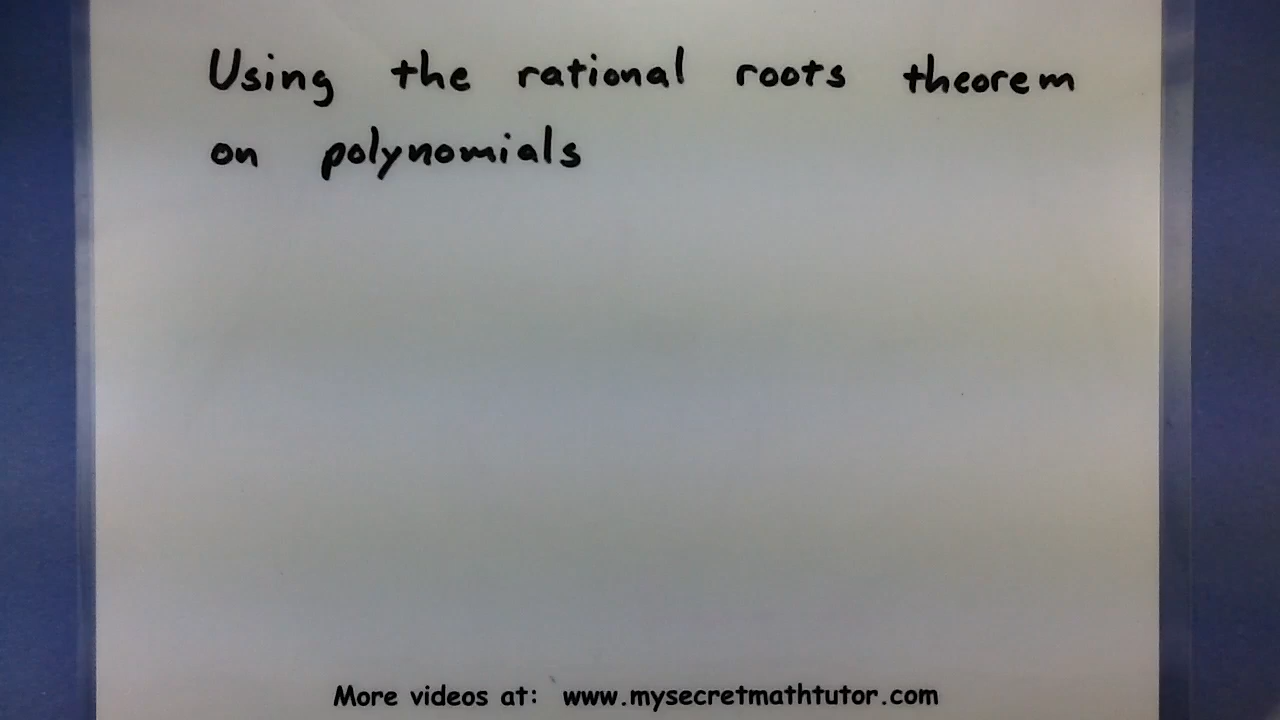 Using the rational roots theorem
on polynomials
More videos at: www.mysecretmathtutor.com